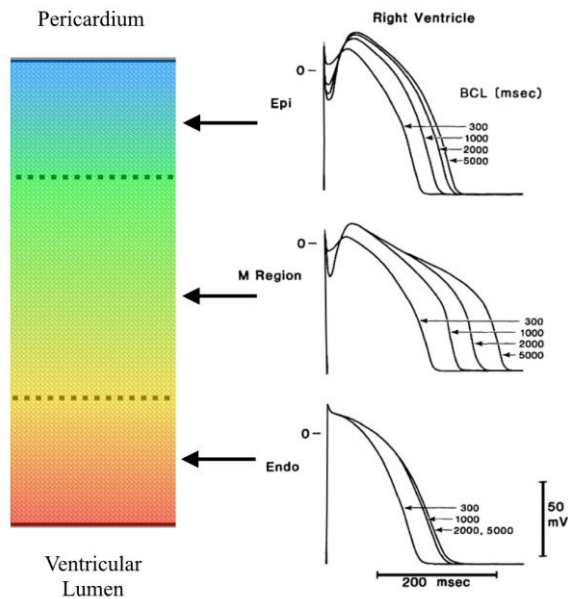 Pericardium
Right Ventricle
0
Epi
BCL (msec)
300
1000
2000
5000
0
M Region
300
1000
2000
5000
0
Endo
300
1000
2000, 5000
50
mV
200 msec
Ventricular
Lumen